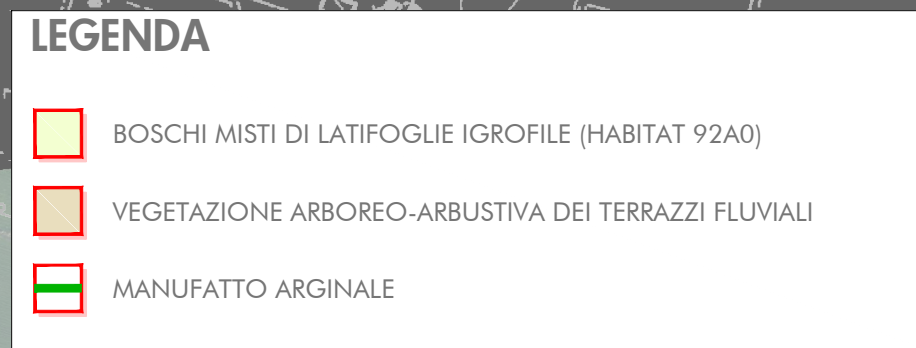 LEGENDA
BOSCHI MISTI DI LATIFOGLIE IGROFILE (HABITAT 92A0)
VEGETAZIONE ARBOREO-ARBUSTIVA DEI TERRAZZI FLUVIALI
MANUFATTO ARGINALE